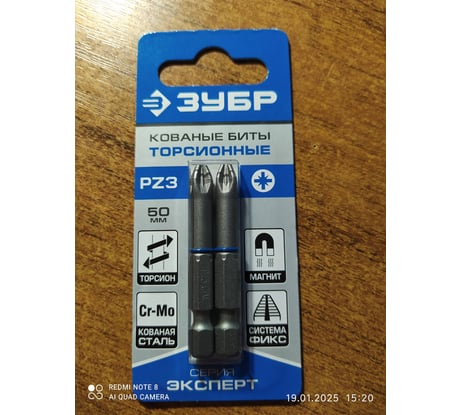 ЗУБР
КОВАНЫЕ БИТЫ
ТОРСИОННЫЕ
PZ3
50
ММ
ТОРСИОН
МАГНИТ
Cr-Mo
КОВАНАЯ
СТАЛЬ
СИСТЕМА
ФИКС
СЕРИЯ
ЭКСПЕРТ
REDMI NOTE 8
AI QUAD CAMERA
19.01.2025 15:20